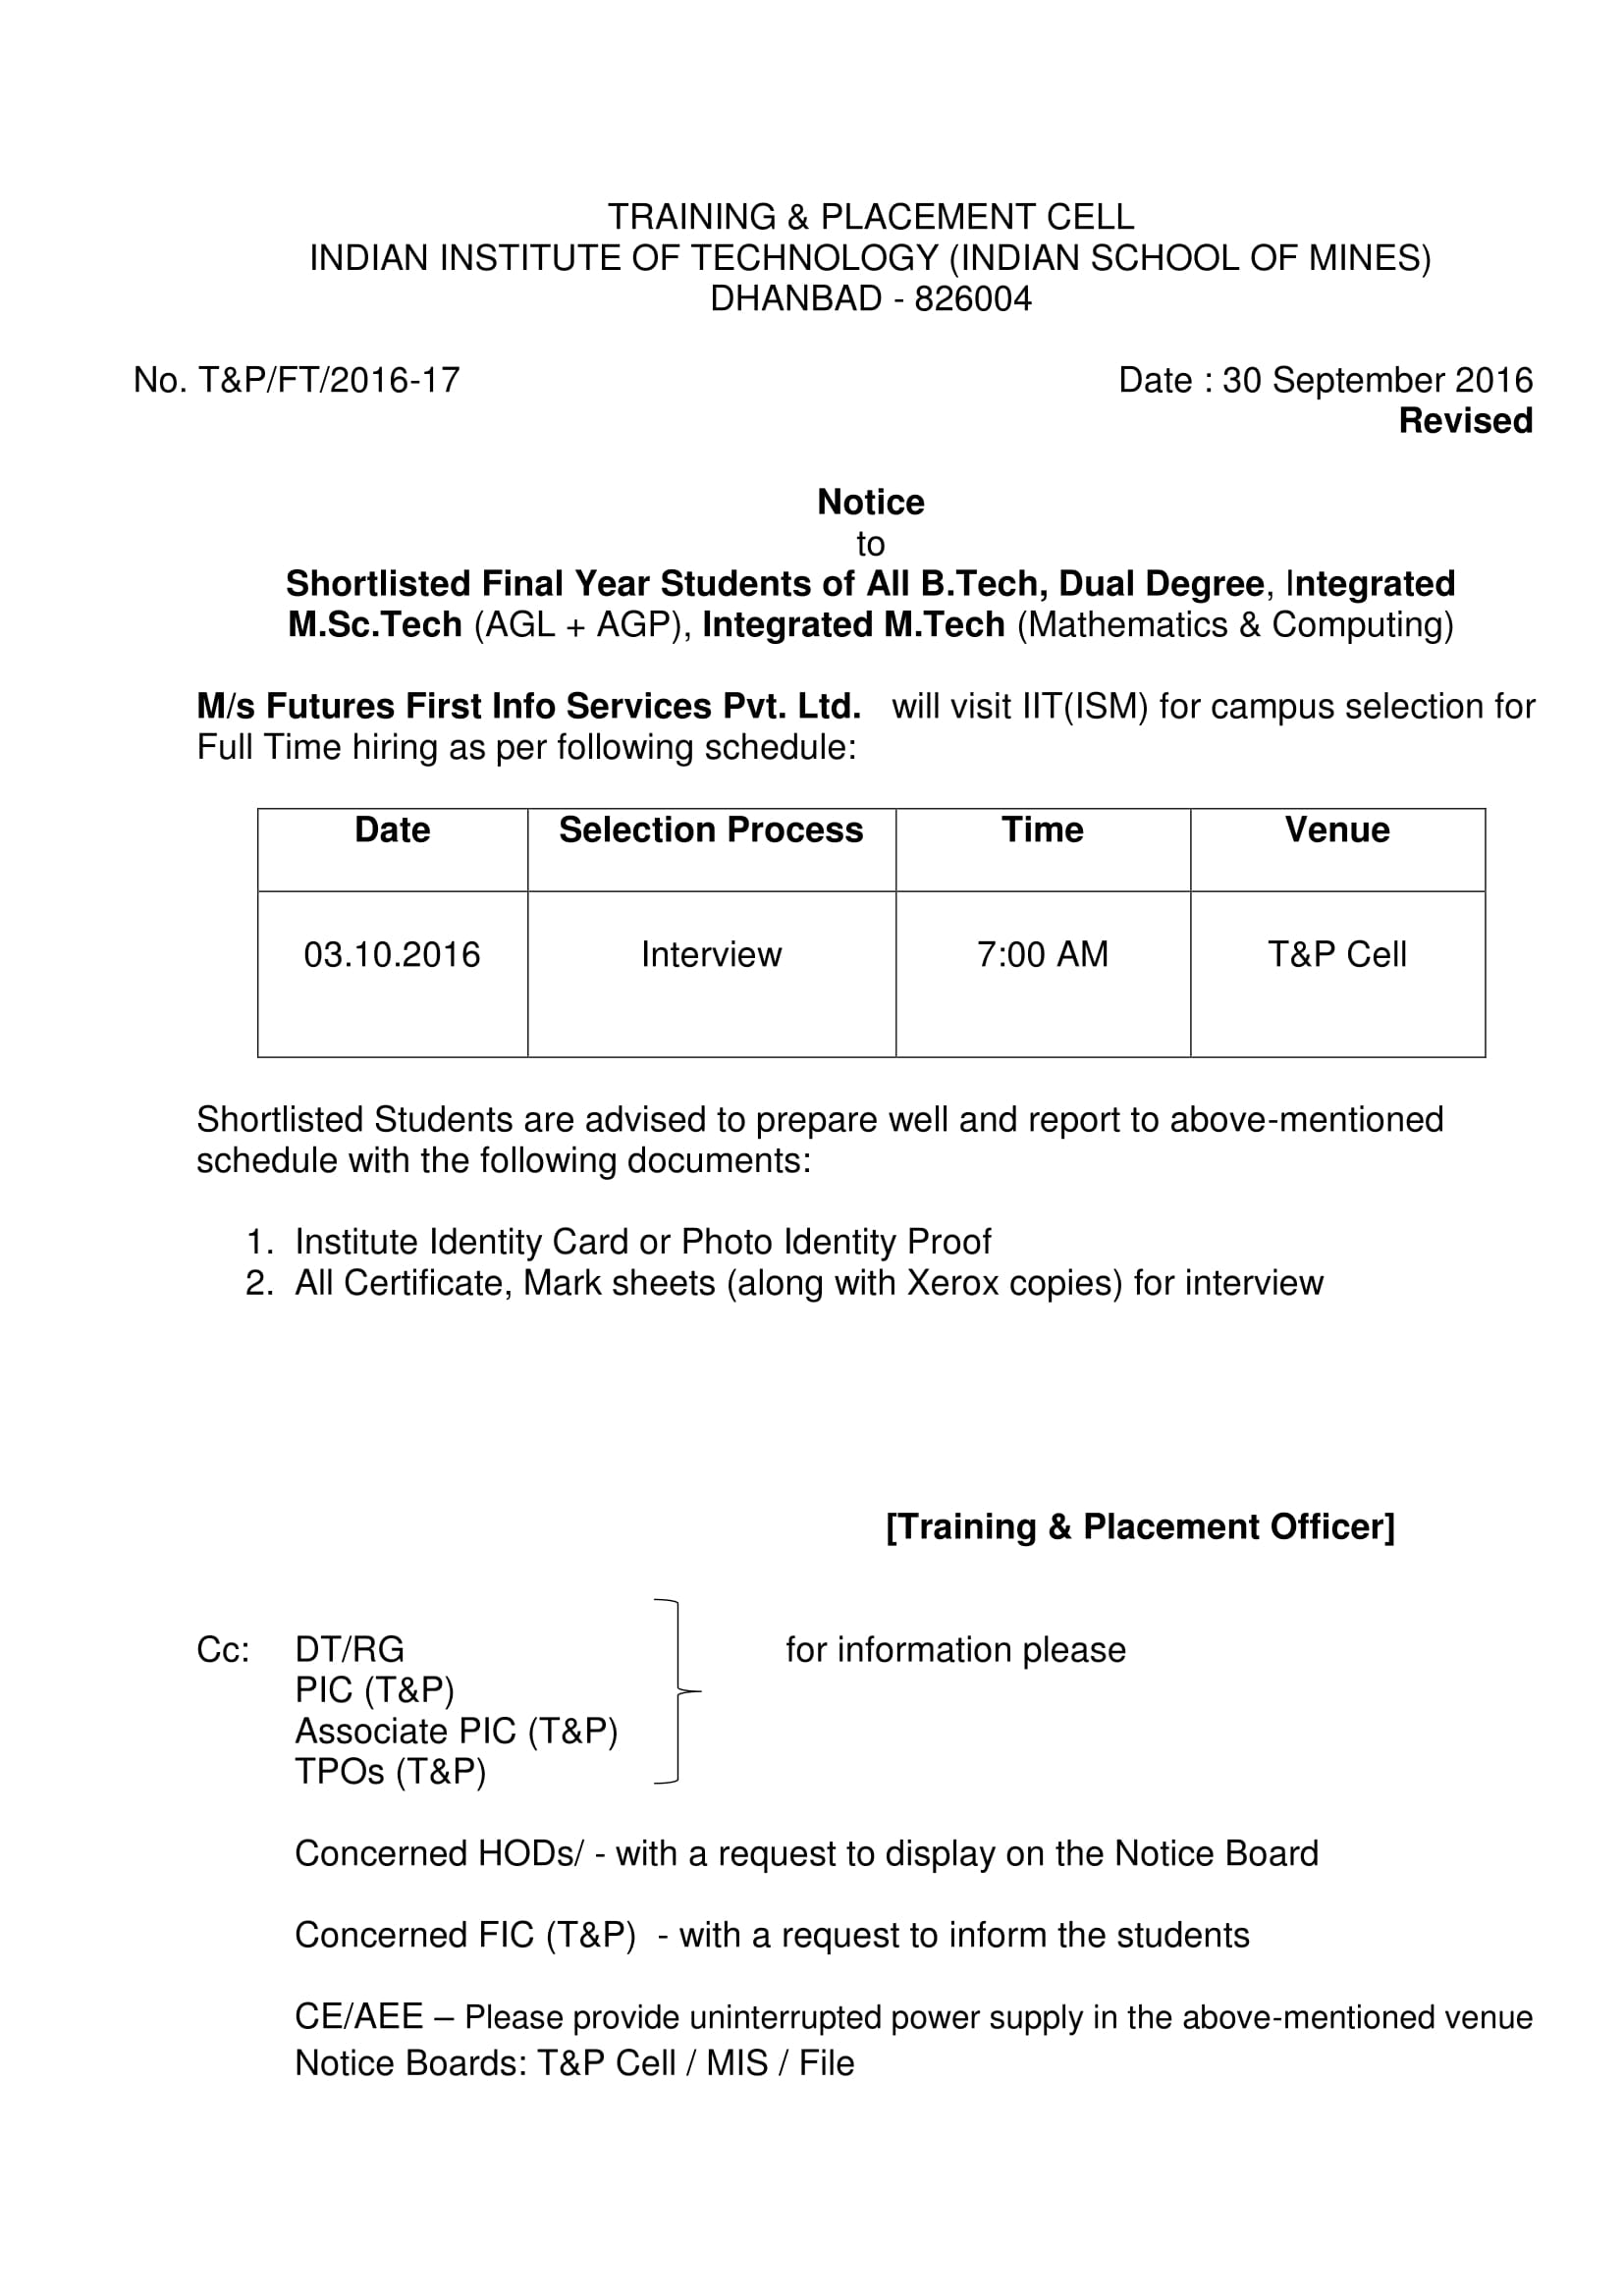 TRAINING & PLACEMENT CELL
INDIAN INSTITUTE OF TECHNOLOGY (INDIAN SCHOOL OF MINES)
DHANBAD - 826004
No. T&P/FT/2016-17 Date : 30 September 2016
Revised
Notice
to
Shortlisted Final Year Students of All B.Tech, Dual Degree, Integrated
M.Sc.Tech (AGL + AGP), Integrated M.Tech (Mathematics & Computing)
M/s Futures First Info Services Pvt. Ltd. will visit IIT(ISM) for campus selection for
Full Time hiring as per following schedule:
Date Selection Process Time Venue
03.10.2016 Interview 7:00 AM T&P Cell
Shortlisted Students are advised to prepare well and report to above-mentioned
schedule with the following documents:
1. Institute Identity Card or Photo Identity Proof
2. All Certificate, Mark sheets (along with Xerox copies) for interview
[Training & Placement Officer]
Cc: DT/RG for information please
PIC (T&P)
Associate PIC (T&P)
TPOs (T&P)
Concerned HODs/ - with a request to display on the Notice Board
Concerned FIC (T&P) - with a request to inform the students
CE/AEE – Please provide uninterrupted power supply in the above-mentioned venue
Notice Boards: T&P Cell / MIS / File